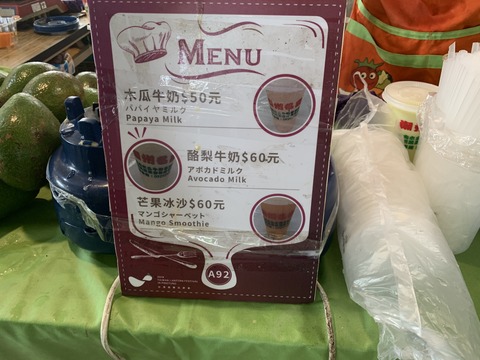 MENU
木瓜牛奶$50元
パパイヤミルク
Papaya Milk
酪梨牛奶$60元
アボカドミルク
Avocado Milk
芒果冰沙$60元
マンゴシャーベット
Mango Smoothie
A92